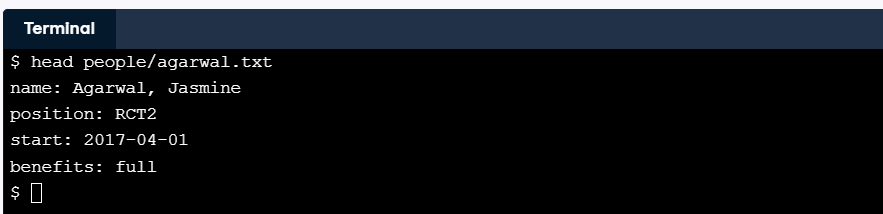 Terminal
$ head people/agarwal.txt
name: Agarwal, Jasmine
position: RCT2
start: 2017-04-01
benefits: full
$